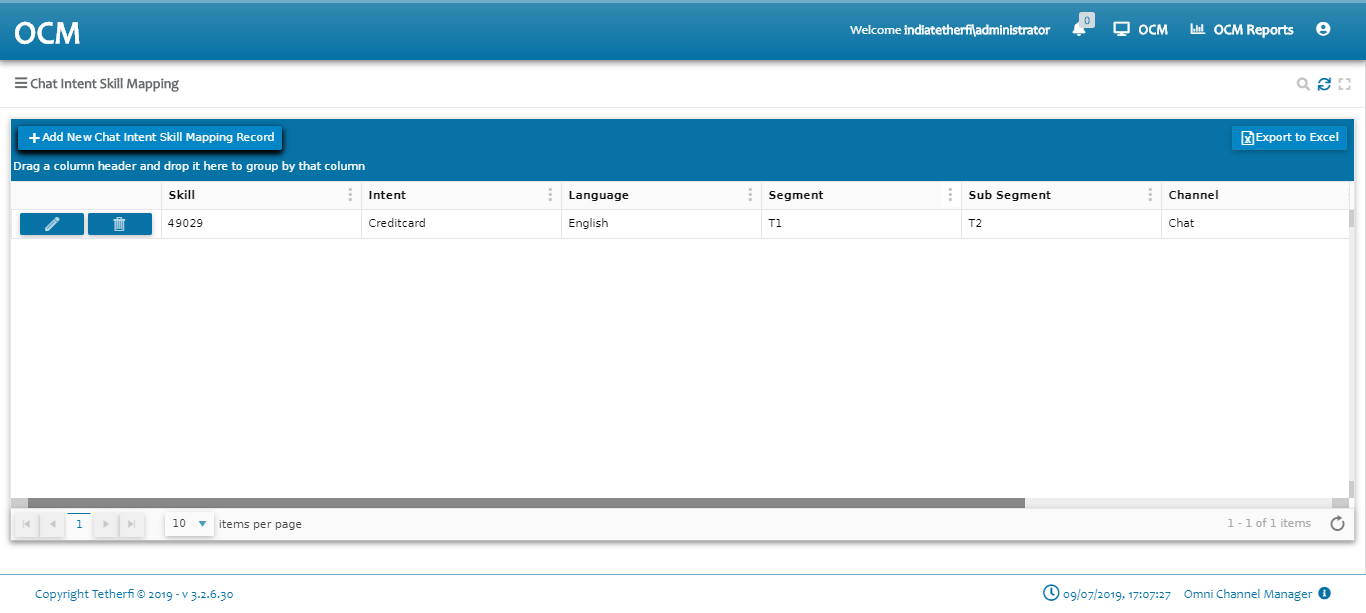 OCM
Welcome indiatetherfi\administrator
0
OCM
OCM Reports
Chat Intent Skill Mapping
Add New Chat Intent Skill Mapping Record
Export to Excel
Drag a column header and drop it here to group by that column
Skill Intent Language Segment Sub Segment Channel
49029 Creditcard English T1 T2 Chat
1 10 items per page 1 - 1 of 1 items
Copyright Tetherfi © 2019 - v 3.2.6.30 09/07/2019, 17:07:27 Omni Channel Manager